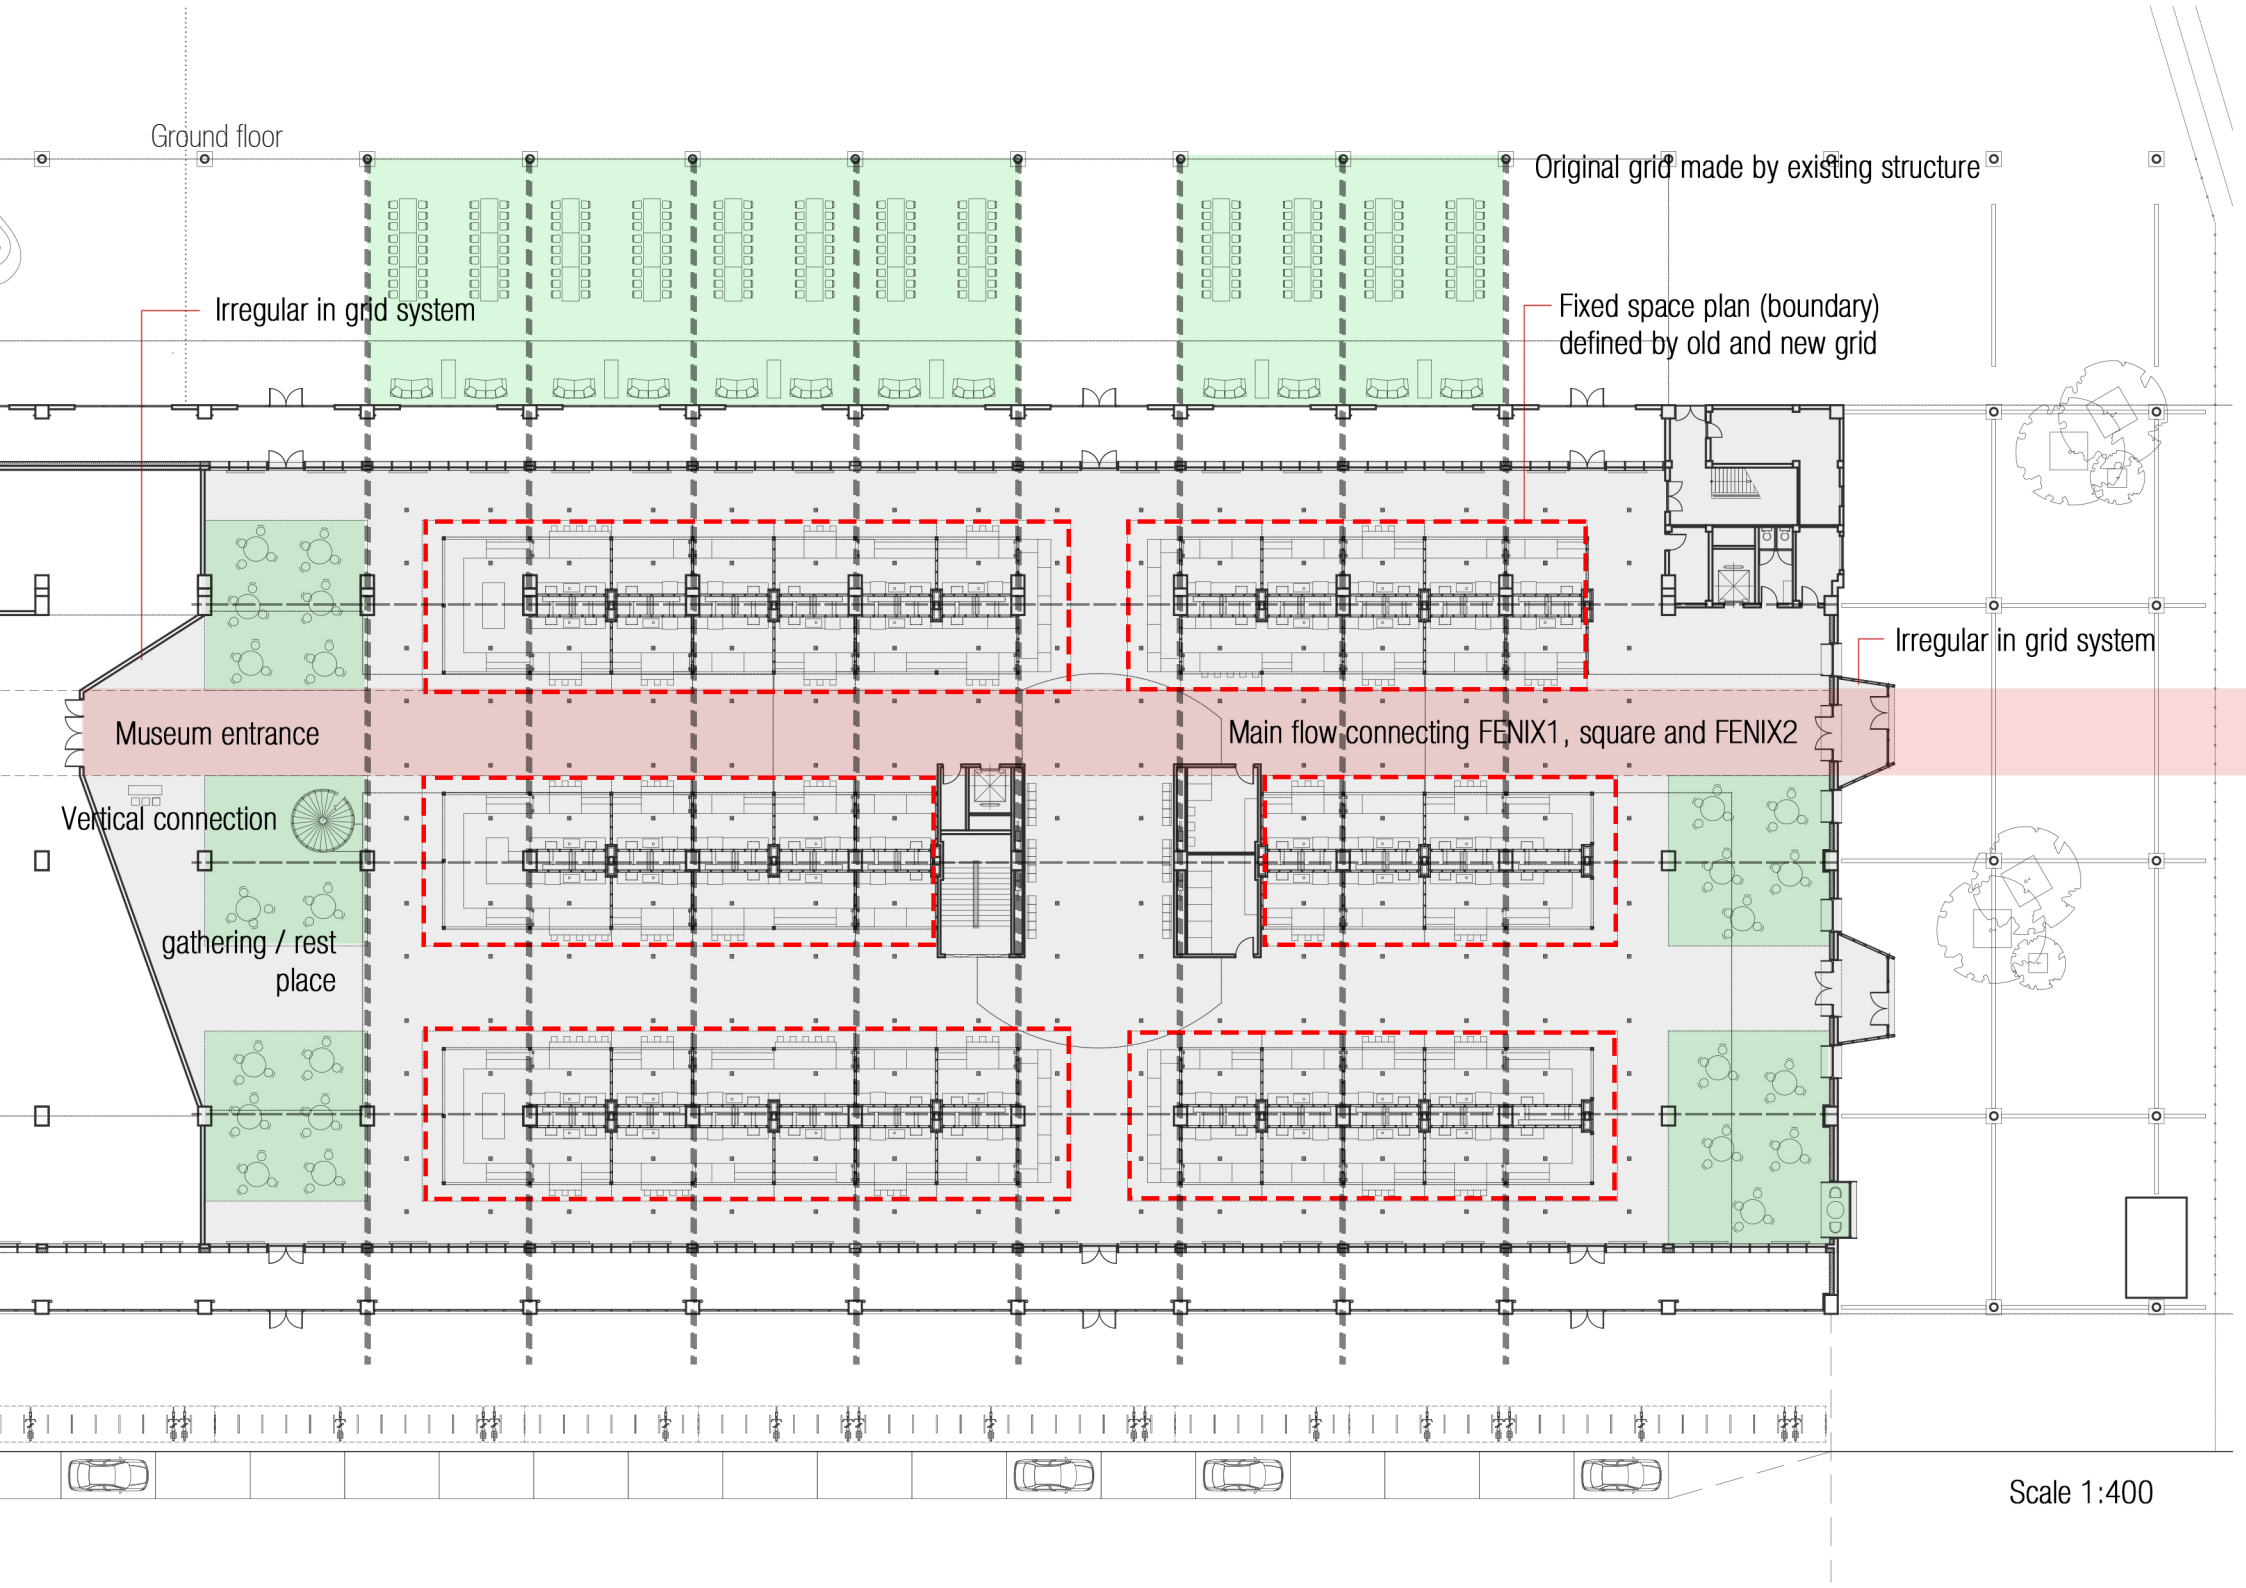 Ground floor
Original grid made by existing structure
Irregular in grid system
Fixed space plan (boundary)
defined by old and new grid
Irregular in grid system
Museum entrance
Main flow connecting FENIX1, square and FENIX2
Vertical connection
gathering / rest
place
Scale 1:400